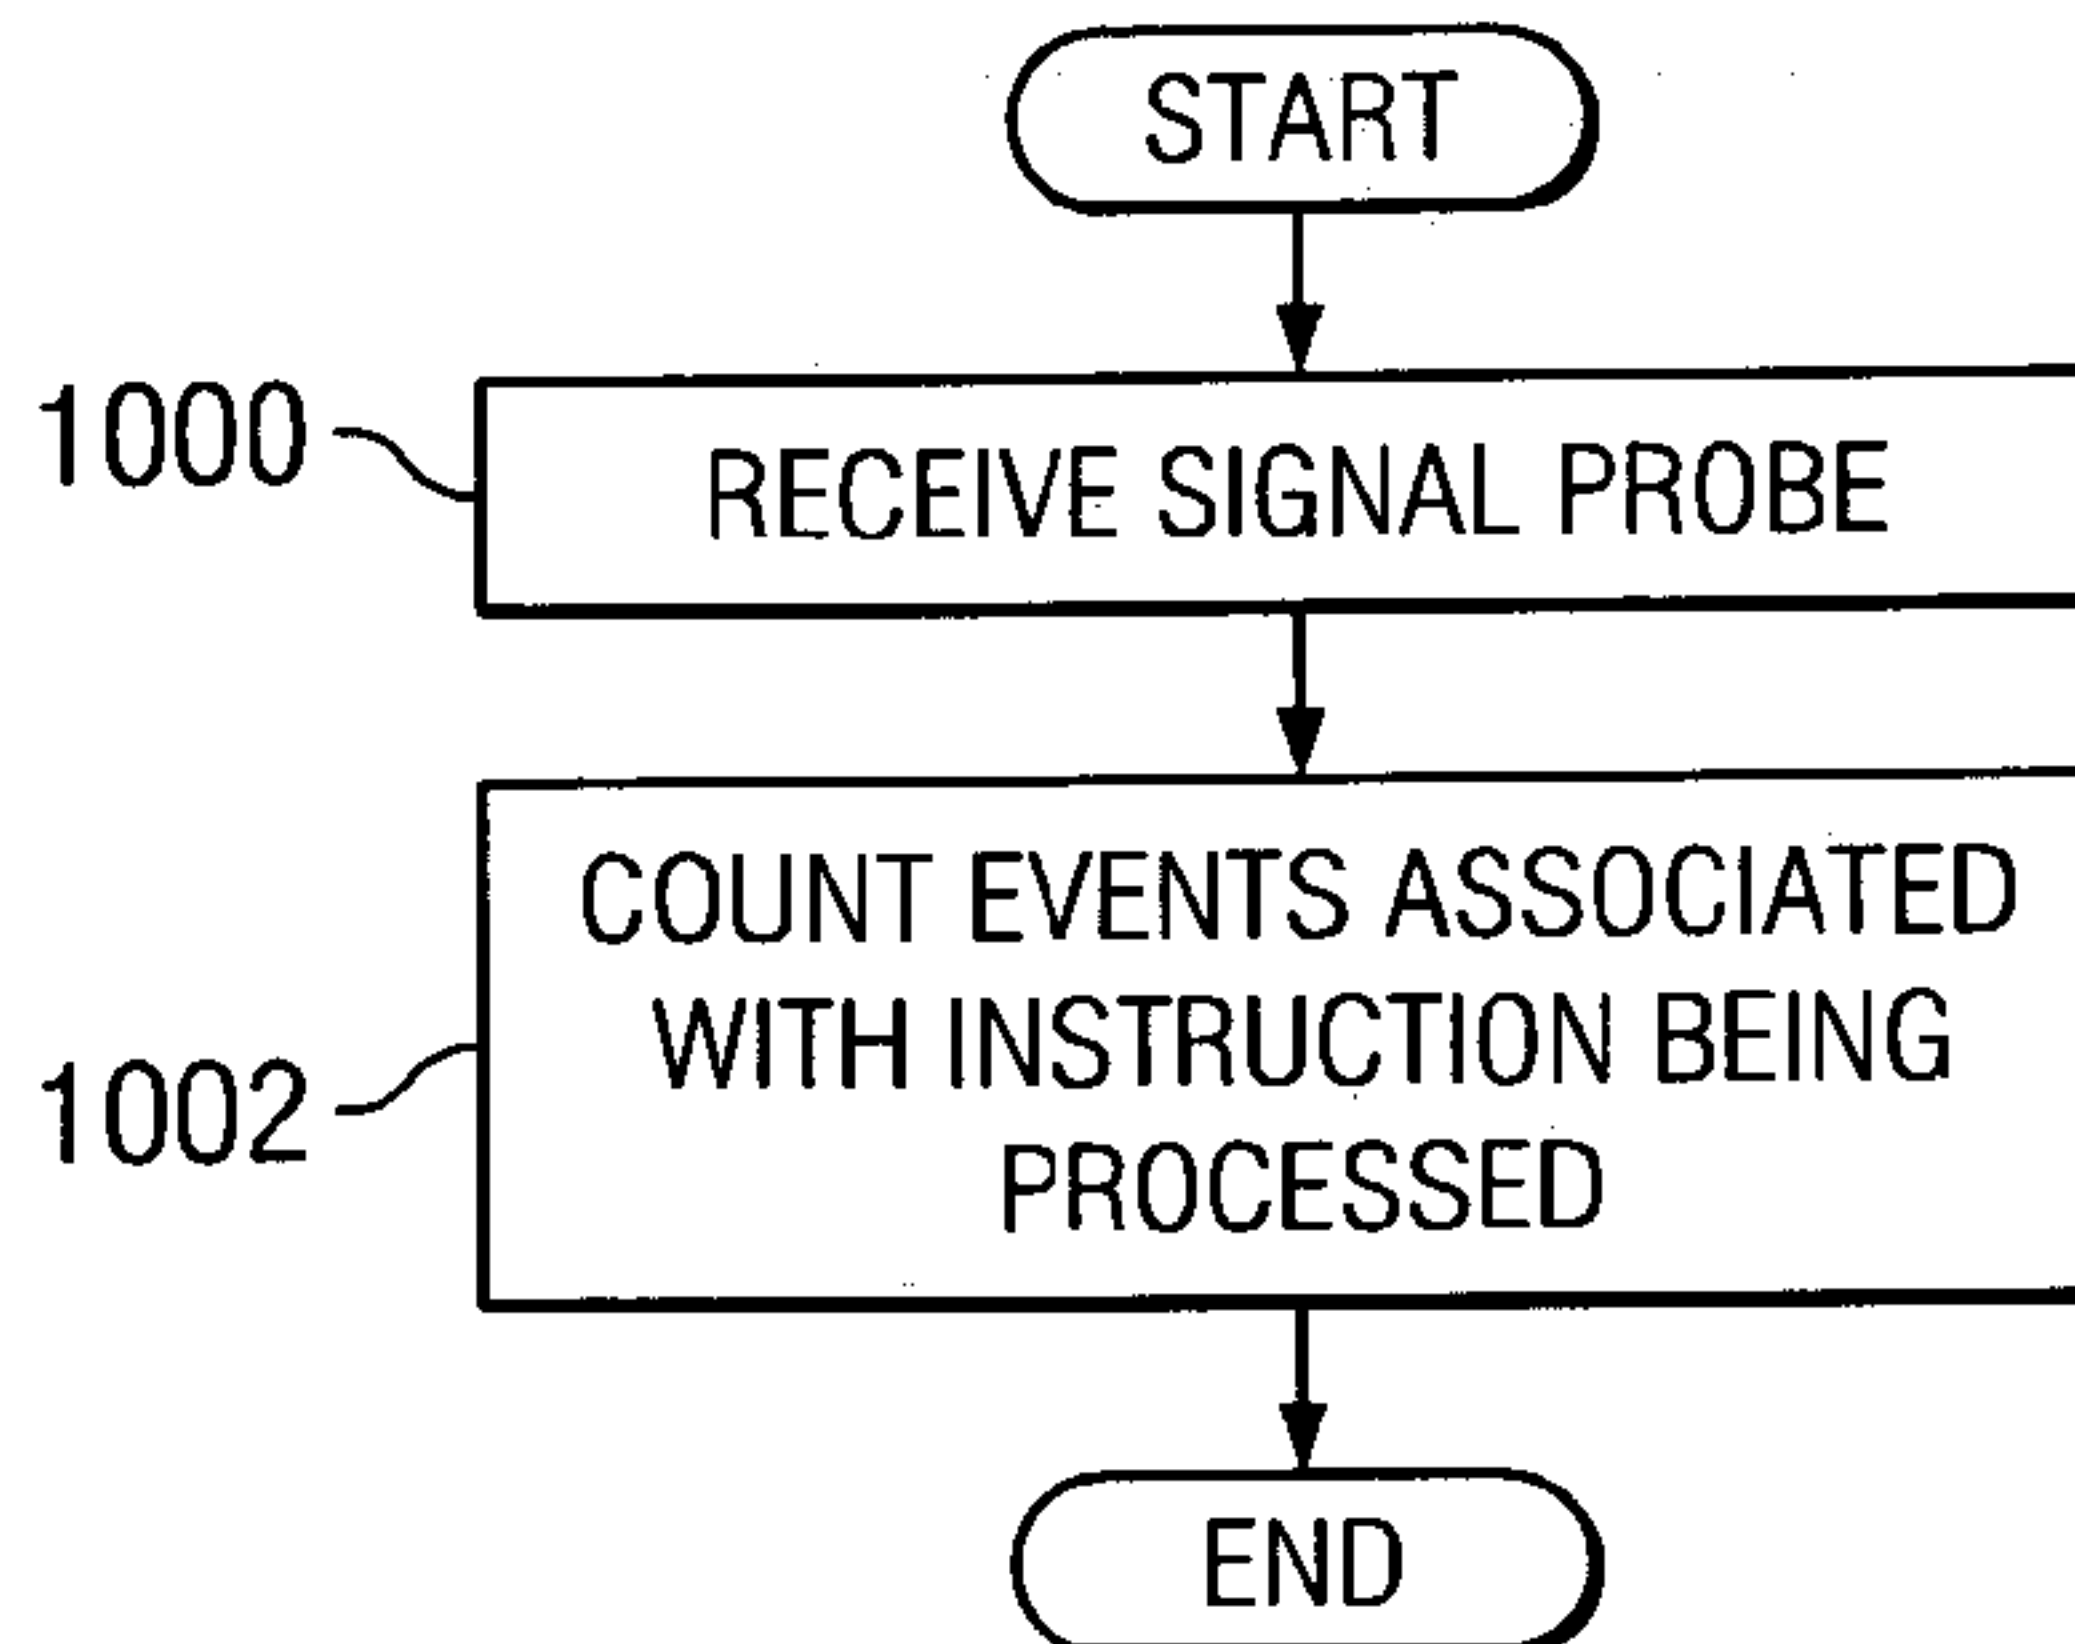 START
1000
RECEIVE SIGNAL PROBE
1002
COUNT EVENTS ASSOCIATED
WITH INSTRUCTION BEING
PROCESSED
END